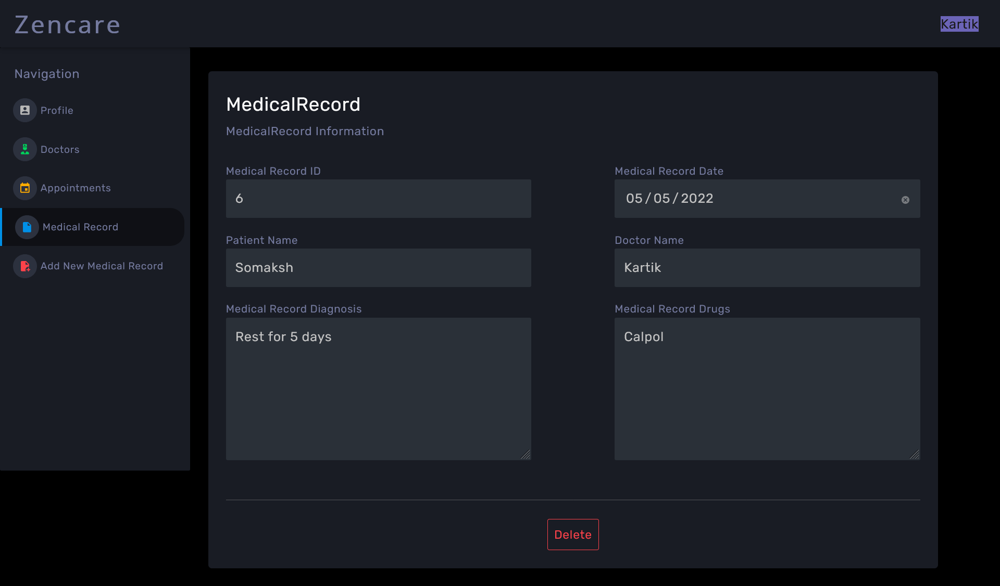 Zencare
Kartik
Navigation
Profile
Doctors
Appointments
Medical Record
Add New Medical Record
MedicalRecord
MedicalRecord Information
Medical Record ID
6
Medical Record Date
05/05/2022
Patient Name
Somaksh
Doctor Name
Kartik
Medical Record Diagnosis
Rest for 5 days
Medical Record Drugs
Calpol
Delete